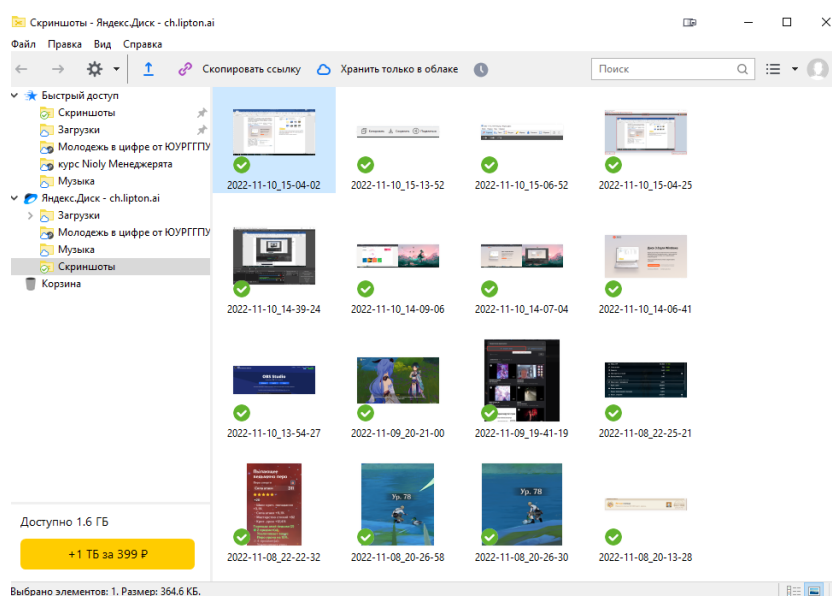 Скриншоты - Яндекс.Диск - ch.lipton.ai
Файл Правка Вид Справка
Скопировать ссылку Хранить только в облаке Поиск
Быстрый доступ
Скриншоты
Загрузки
Молодежь в цифре от ЮУРГГПУ
курс Nioly Менеджерята
Музыка
Яндекс.Диск - ch.lipton.ai
Загрузки
Молодежь в цифре от ЮУРГГПУ
Музыка
Скриншоты
Корзина
2022-11-10_15-04-02 2022-11-10_15-13-52 2022-11-10_15-06-52 2022-11-10_15-04-25
2022-11-10_14-39-24 2022-11-10_14-09-06 2022-11-10_14-07-04 2022-11-10_14-06-41
OBS Studio
2022-11-10_13-54-27 2022-11-09_20-21-00 2022-11-09_19-41-19 2022-11-08_22-25-21
Ур. 78 Ур. 78
2022-11-08_22-22-32 2022-11-08_20-26-58 2022-11-08_20-26-30 2022-11-08_20-13-28
Доступно 1.6 ГБ
+1 ТБ за 399 ₽
Выбрано элементов: 1. Размер: 364.6 КБ.